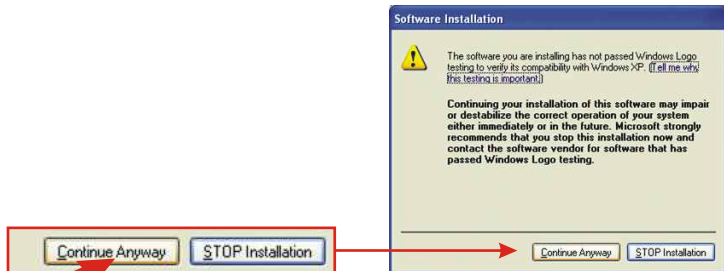 Software Installation
The software you are installing has not passed Windows Logo
testing to verify its compatibility with Windows XP. (Tell me why
this testing is important.)
Continuing your installation of this software may impair
or destabilize the correct operation of your system
either immediately or in the future. Microsoft strongly
recommends that you stop this installation now and
contact the software vendor for software that has
passed Windows Logo testing.
Continue Anyway STOP Installation
Continue Anyway STOP Installation